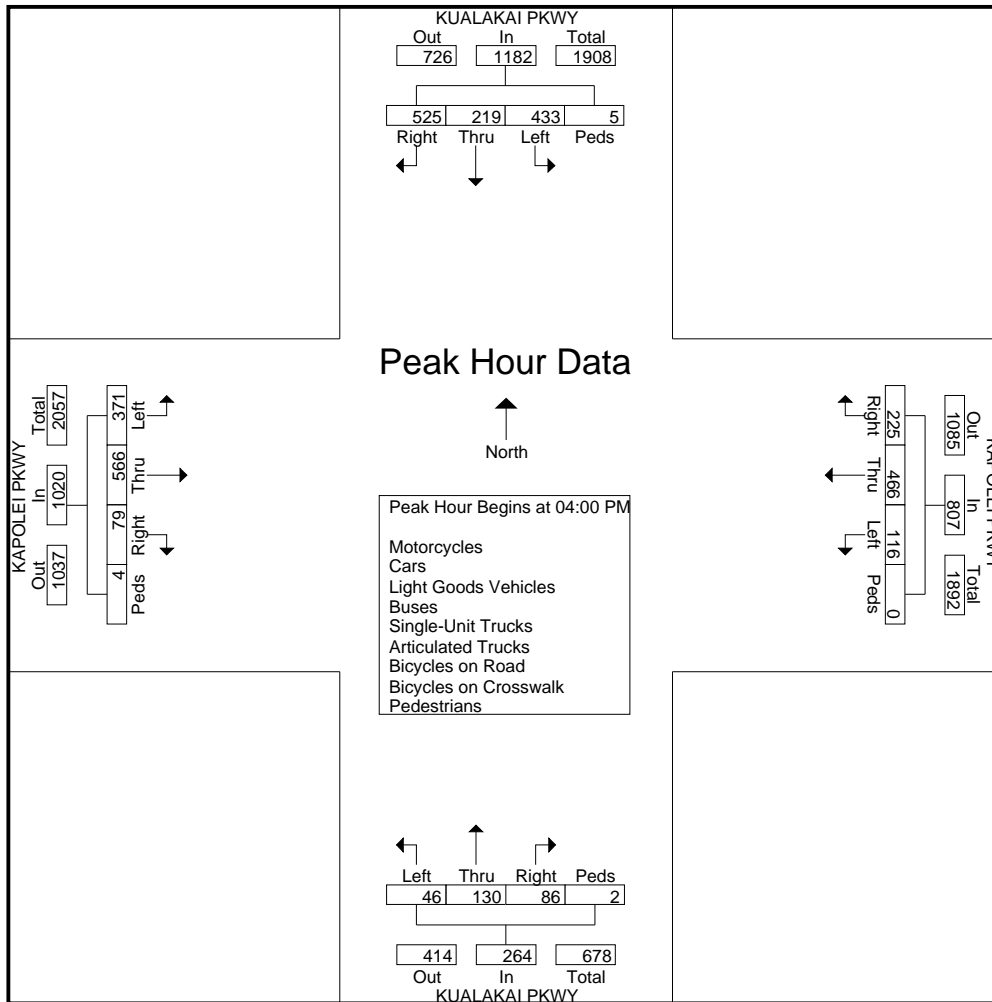 KUALAKAI PKWY
Out In Total
726 1182 1908
525 219 433 5
Right Thru Left Peds
Peak Hour Data
North
KAPOLEI PKWY
Total In Out
2057 1020 1037
371 566 79 4
Left Thru Right Peds
225 466 116 0
Right Thru Left Peds
Out In Total
1085 807 1892
KAPOLEI PKWY
Peak Hour Begins at 04:00 PM
Motorcycles
Cars
Light Goods Vehicles
Buses
Single-Unit Trucks
Articulated Trucks
Bicycles on Road
Bicycles on Crosswalk
Pedestrians
Left Thru Right Peds
46 130 86 2
414 264 678
Out In Total
KUALAKAI PKWY